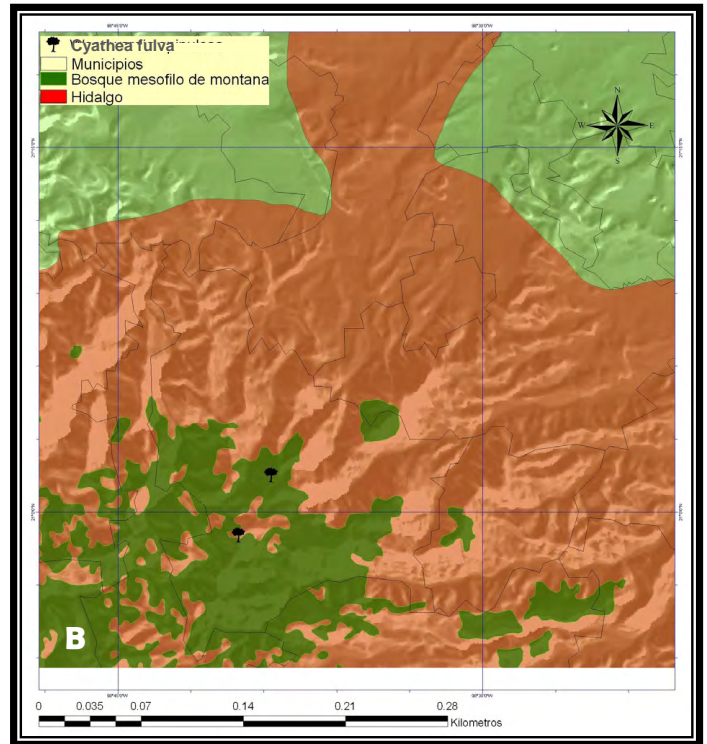 Cyathea fulva
Municipios
Bosque mesofilo de montana
Hidalgo
N
W E
S
B
0 0.035 0.07 0.14 0.21 0.28
Kilometros